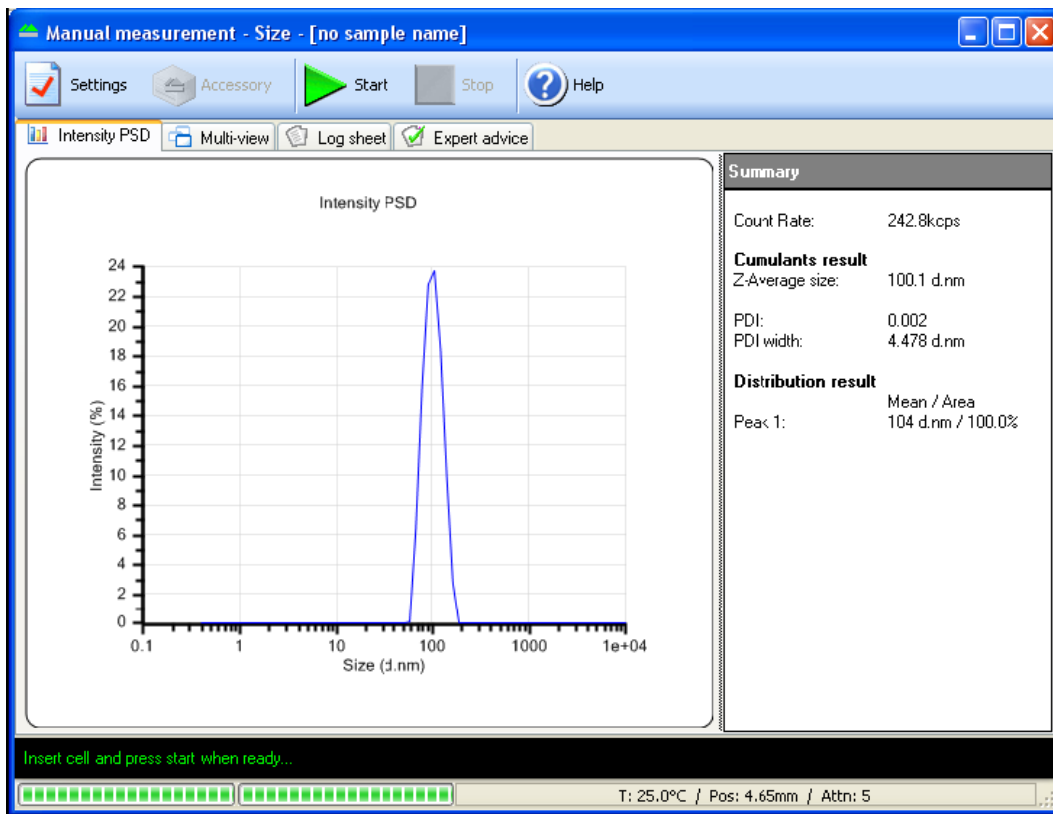 Manual measurement - Size - [no sample name]
Settings Accessory Start Stop Help
Intensity PSD Multi-view Log sheet Expert advice
Intensity PSD
24
22
20
18
16
14
12
10
8
6
4
2
0
Intensity (%)
0.1 1 10 100 1000 1e+04
Size (d.nm)
Summary
Count Rate: 242.8kcps
Cumulants result
Z-Average size: 100.1 d.nm
PDI: 0.002
PDI width: 4.478 d.nm
Distribution result
Mean / Area
Peak 1: 104 d.nm / 100.0%
Insert cell and press start when ready...
T: 25.0°C / Pos: 4.65mm / Attn: 5